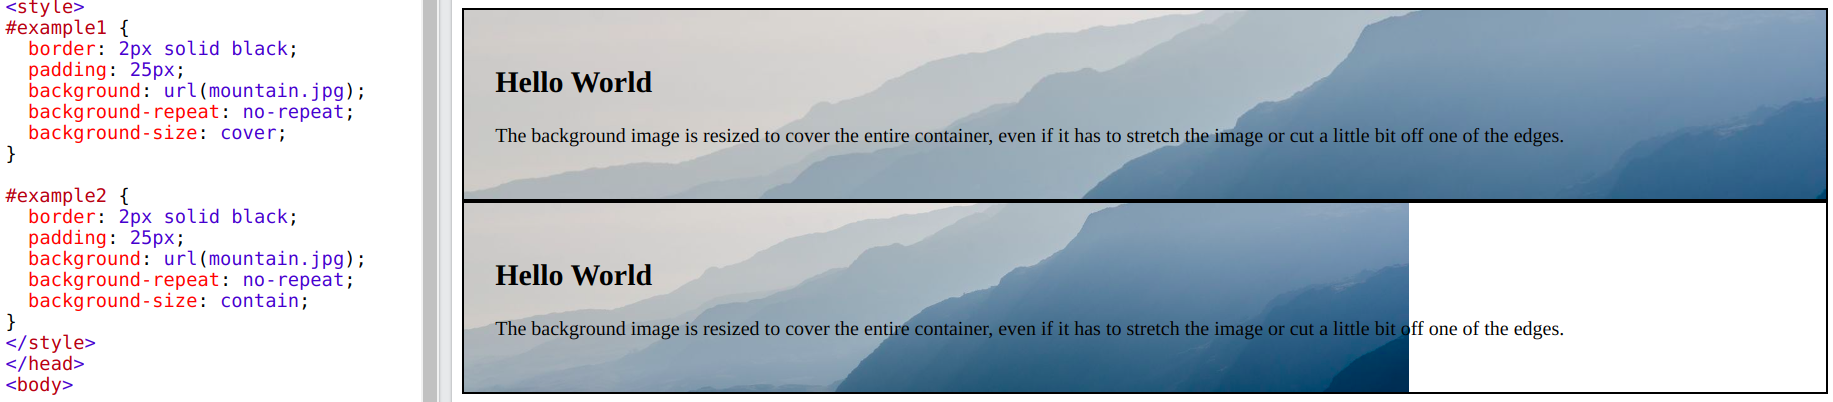 <style>
#example1 {
  border: 2px solid black;
  padding: 25px;
  background: url(mountain.jpg);
  background-repeat: no-repeat;
  background-size: cover;
}

#example2 {
  border: 2px solid black;
  padding: 25px;
  background: url(mountain.jpg);
  background-repeat: no-repeat;
  background-size: contain;
}
</style>
</head>
<body>
Hello World
The background image is resized to cover the entire container, even if it has to stretch the image or cut a little bit off one of the edges.
Hello World
The background image is resized to cover the entire container, even if it has to stretch the image or cut a little bit off one of the edges.